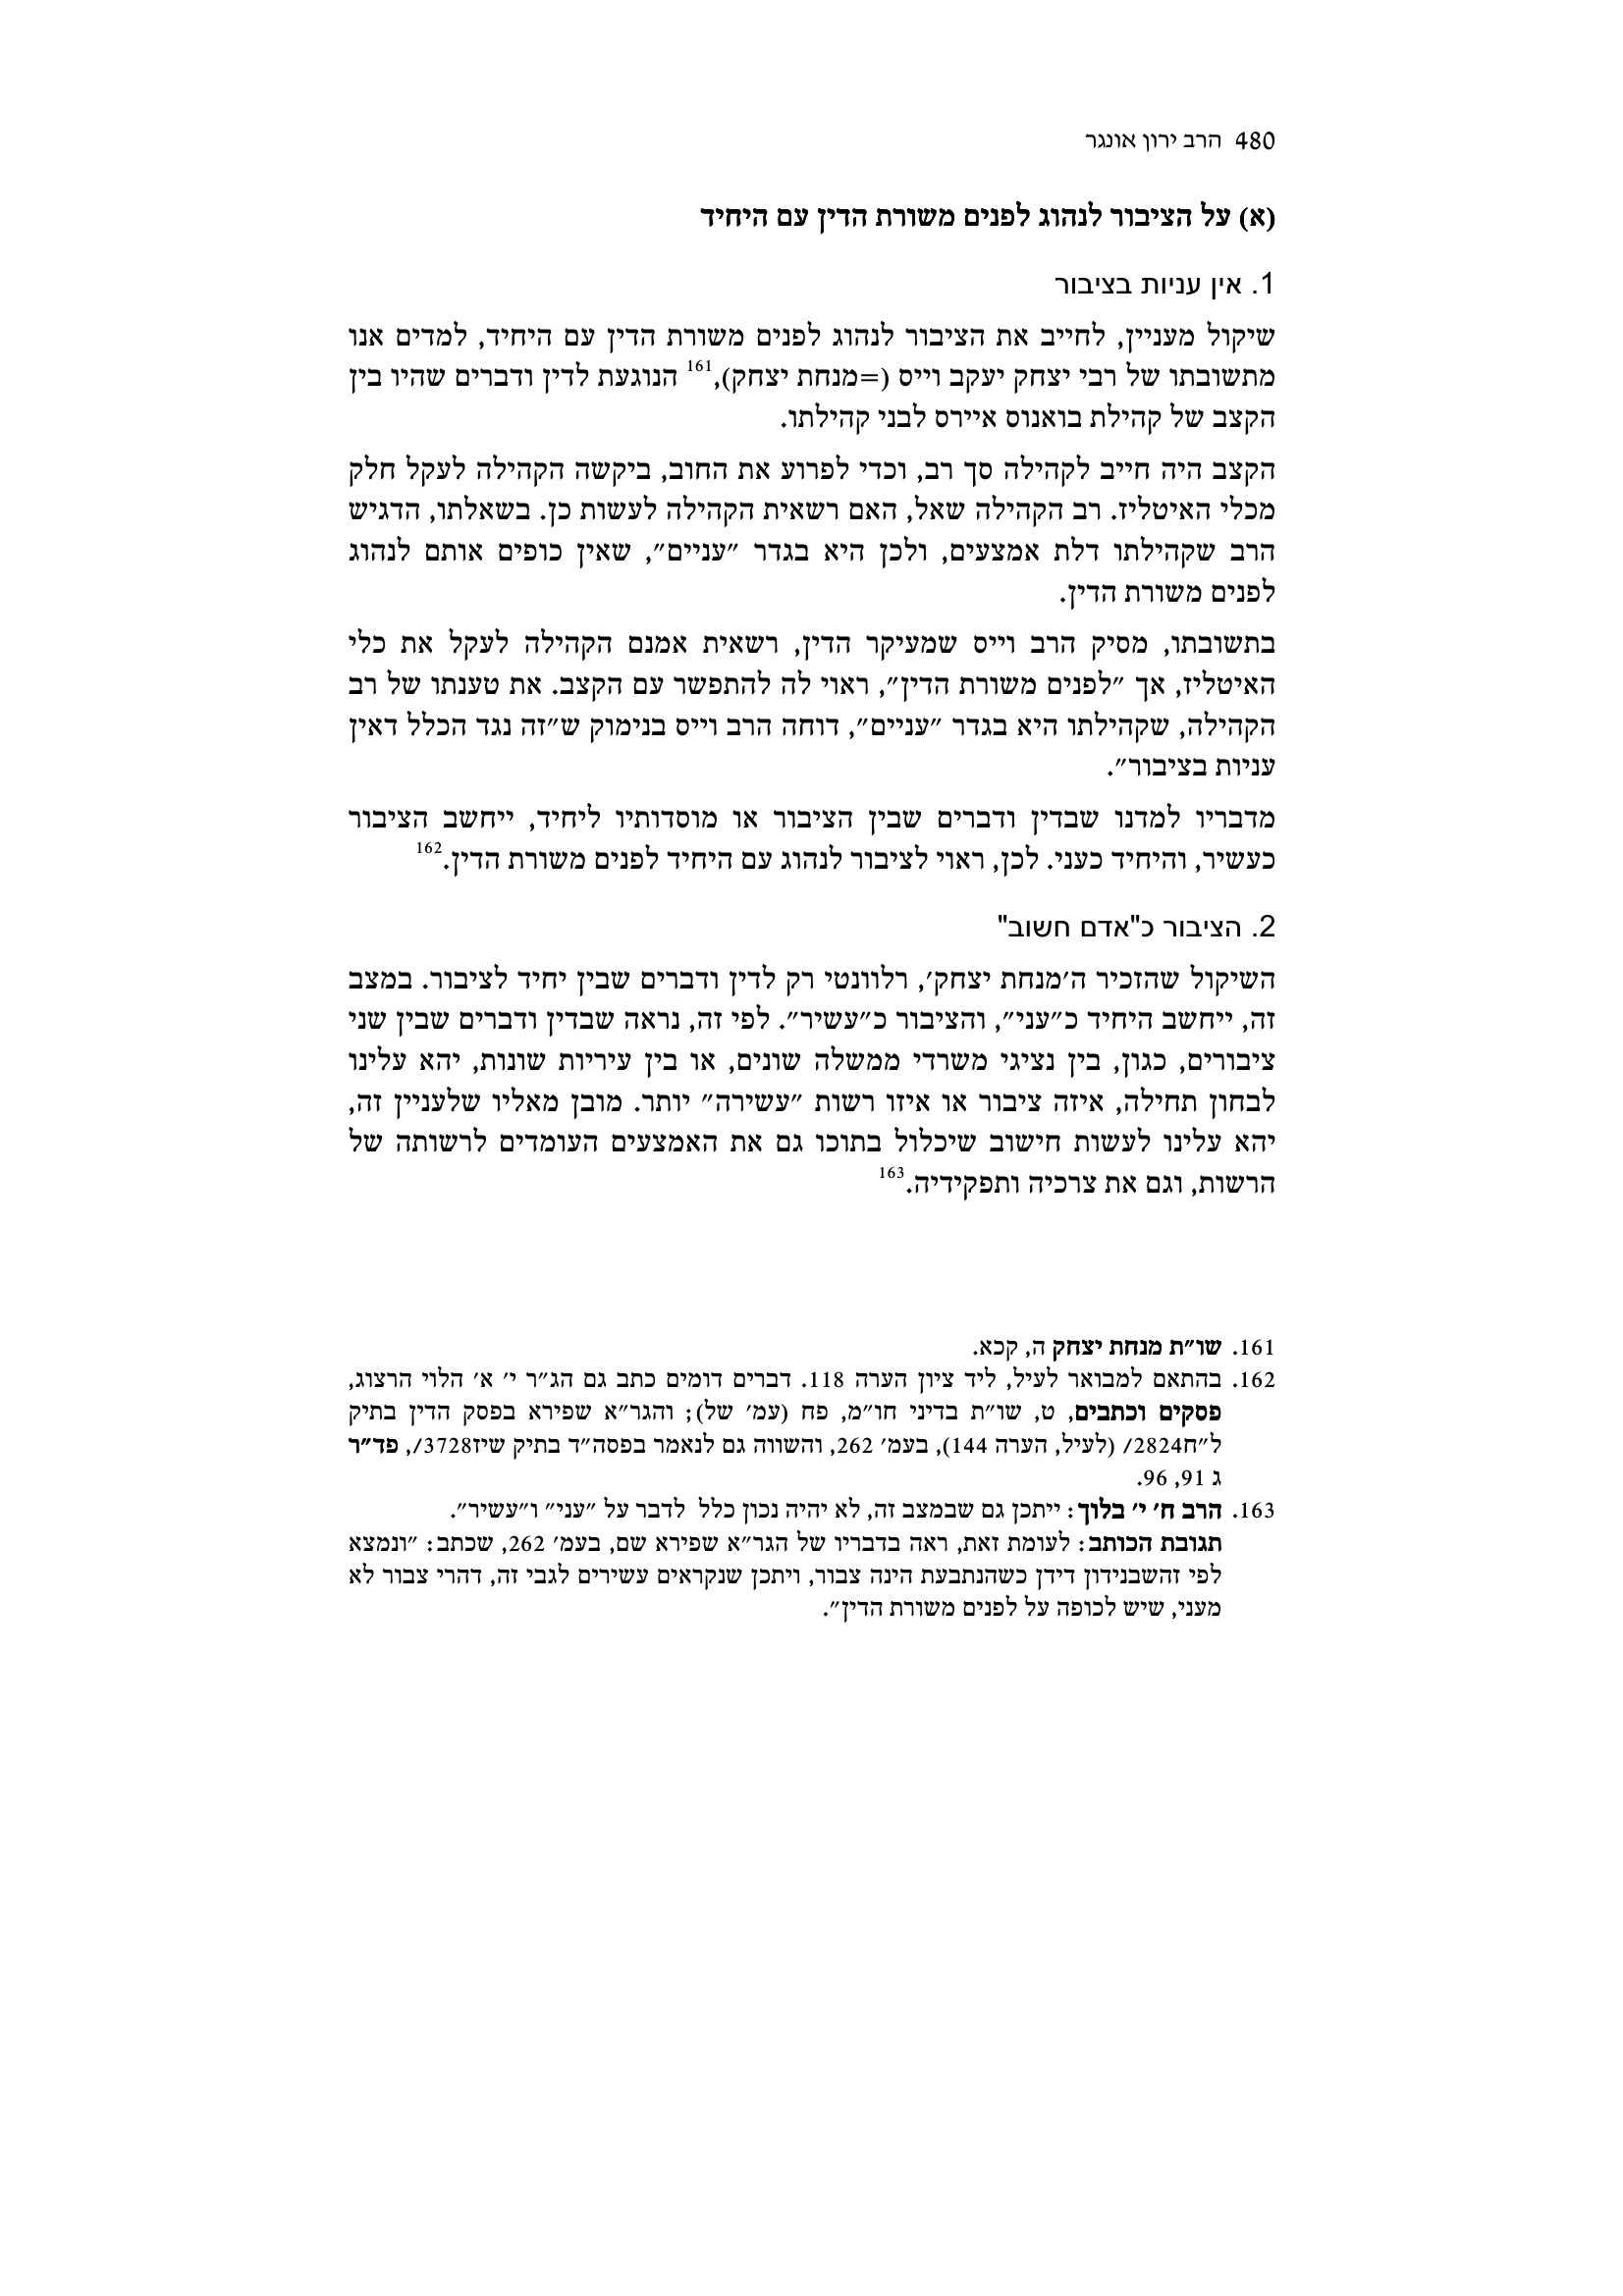 480 הרב ירון אונגר
(א) על הציבור לנהוג לפנים משורת הדין עם היחיד
1. אין עניות בציבור
שיקול מעניין, לחייב את הציבור לנהוג לפנים משורת הדין עם היחיד, למדים אנו
מתשובתו של רבי יצחק יעקב וייס (=מנחת יצחק),161 הנוגעת לדין ודברים שהיו בין
הקצב של קהילת בואנוס איירס לבני קהילתו.
הקצב היה חייב לקהילה סך רב, וכדי לפרוע את החוב, ביקשה הקהילה לעקל חלק
מכלי האיטליז. רב הקהילה שאל, האם רשאית הקהילה לעשות כן. בשאלתו, הדגיש
הרב שקהילתו דלת אמצעים, ולכן היא בגדר ״עניים״, שאין כופים אותם לנהוג
לפנים משורת הדין.
בתשובתו, מסיק הרב וייס שמעיקר הדין, רשאית אמנם הקהילה לעקל את כלי
האיטליז, אך ״לפנים משורת הדין״, ראוי לה להתפשר עם הקצב. את טענתו של רב
הקהילה, שקהילתו היא בגדר ״עניים״, דוחה הרב וייס בנימוק ש״זה נגד הכלל דאין
עניות בציבור״.
מדבריו למדנו שבדין ודברים שבין הציבור או מוסדותיו ליחיד, ייחשב הציבור
כעשיר, והיחיד כעני. לכן, ראוי לציבור לנהוג עם היחיד לפנים משורת הדין.162
2. הציבור כ"אדם חשוב"
השיקול שהזכיר ה׳מנחת יצחק׳, רלוונטי רק לדין ודברים שבין יחיד לציבור. במצב
זה, ייחשב היחיד כ״עני״, והציבור כ״עשיר״. לפי זה, נראה שבדין ודברים שבין שני
ציבורים, כגון, בין נציגי משרדי ממשלה שונים, או בין עיריות שונות, יהא עלינו
לבחון תחילה, איזה ציבור או איזו רשות ״עשירה״ יותר. מובן מאליו שלעניין זה,
יהא עלינו לעשות חישוב שיכלול בתוכו גם את האמצעים העומדים לרשותה של
הרשות, וגם את צרכיה ותפקידיה.163
161. שו״ת מנחת יצחק ה, קכא.
162. בהתאם למבואר לעיל, ליד ציון הערה 118. דברים דומים כתב גם הג״ר י׳ א׳ הלוי הרצוג,
פסקים וכתבים, ט, שו״ת בדיני חו״מ, פח (עמ׳ של); והגר״א שפירא בפסק הדין בתיק
ל״ח2824/ (לעיל, הערה 144), בעמ׳ 262, והשווה גם לנאמר בפסה״ד בתיק שיז3728/, פד״ר
ג 91, 96.
163. הרב ח׳ י׳ בלוך: ייתכן גם שבמצב זה, לא יהיה נכון כלל לדבר על ״עני״ ו״עשיר״.
תגובת הכותב: לעומת זאת, ראה בדבריו של הגר״א שפירא שם, בעמ׳ 262, שכתב: ״ונמצא
לפי זהשבנידון דידן כשהנתבעת הינה צבור, ויתכן שנקראים עשירים לגבי זה, דהרי צבור לא
מעני, שיש לכופה על לפנים משורת הדין״.